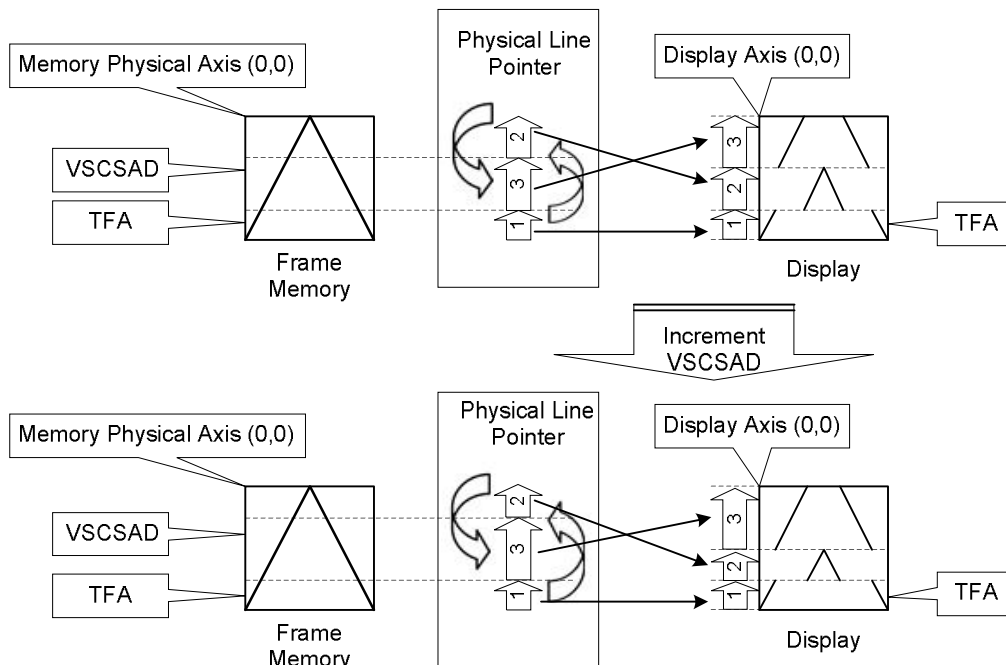 Physical Line
Pointer
Memory Physical Axis (0,0)
Display Axis (0,0)
2
3
3
VSCSAD
2
TFA
1
1
TFA
Frame
Memory
Display
Increment
VSCSAD
Physical Line
Pointer
Memory Physical Axis (0,0)
Display Axis (0,0)
2
3
VSCSAD
3
2
TFA
1
1
TFA
Frame
Memory
Display